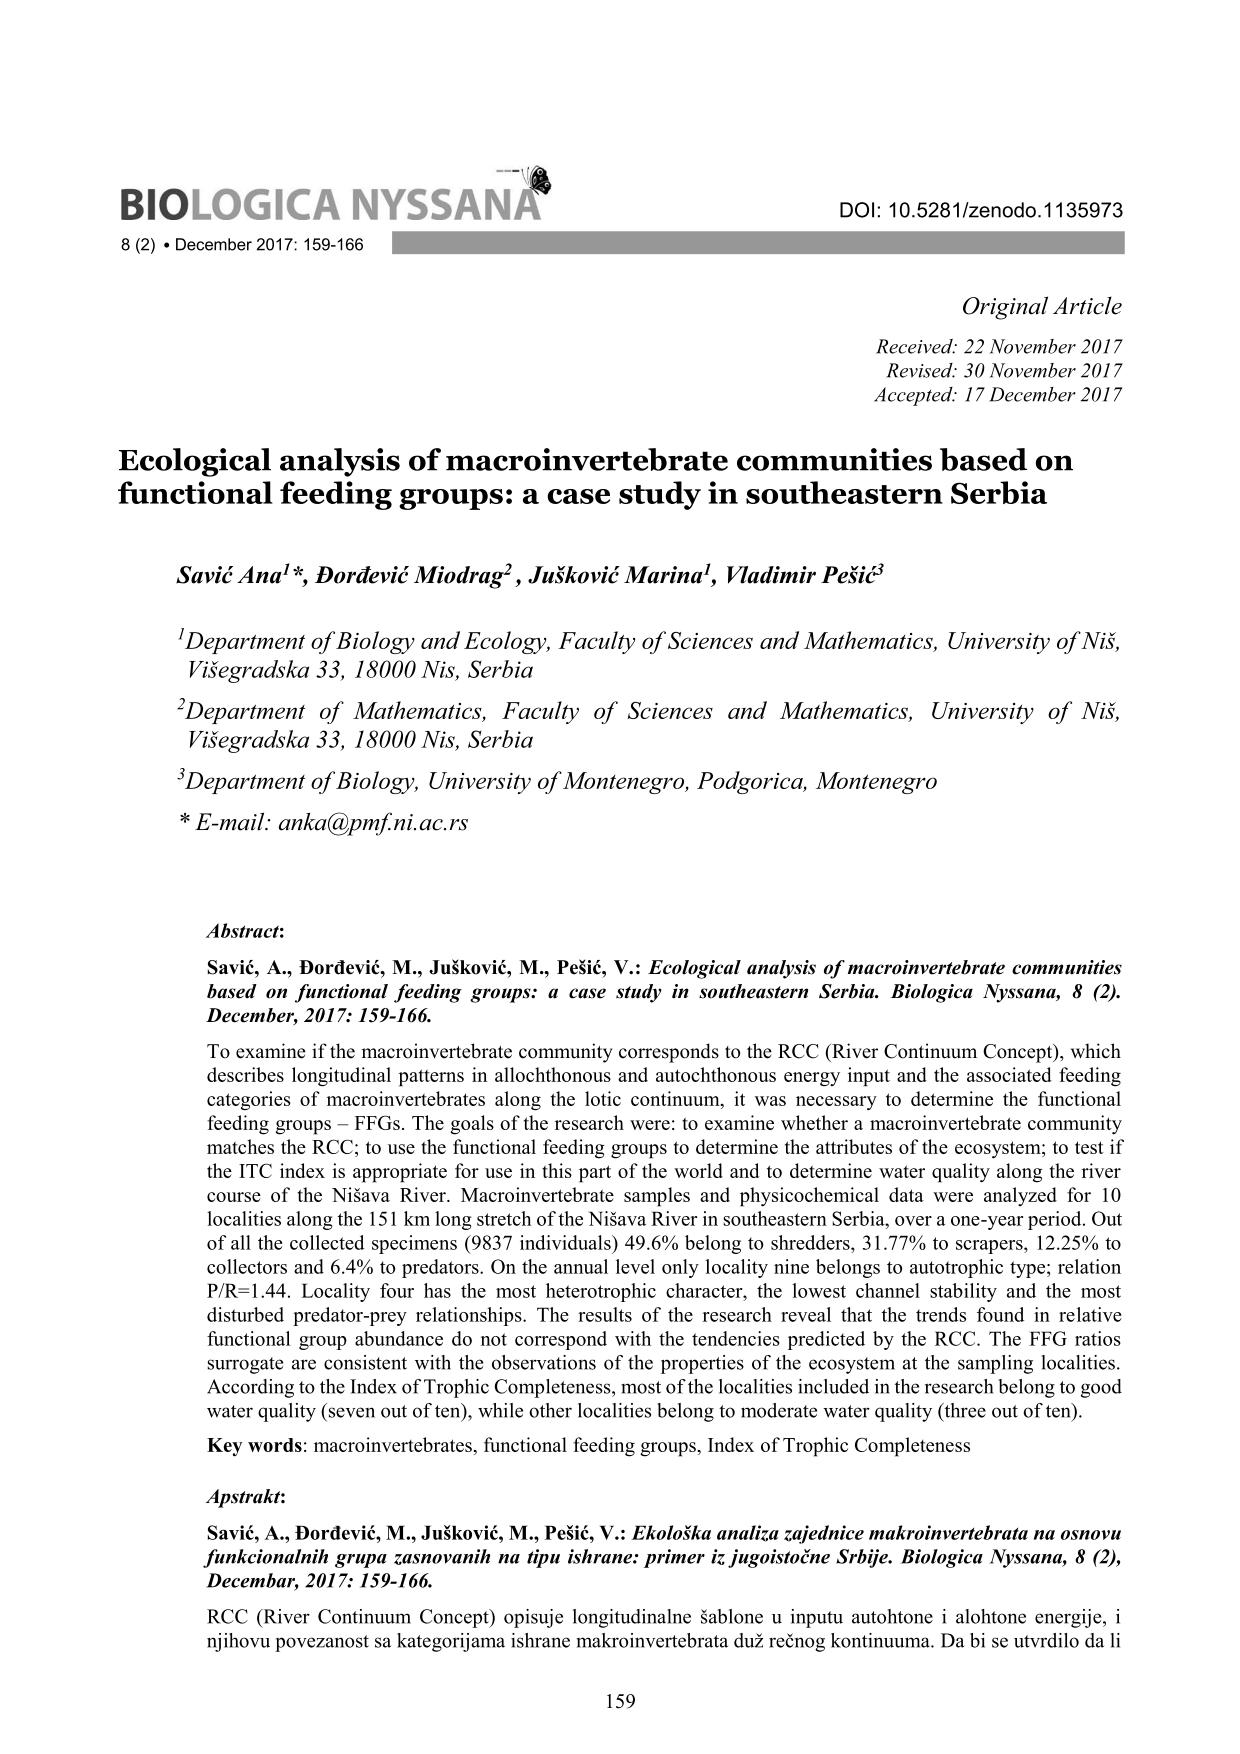 BIOLOGICA NYSSANA
DOI: 10.5281/zenodo.1135973
8 (2) • December 2017: 159-166
Original Article
Received: 22 November 2017
Revised: 30 November 2017
Accepted: 17 December 2017
Ecological analysis of macroinvertebrate communities based on
functional feeding groups: a case study in southeastern Serbia
Savić Ana1*, Đorđević Miodrag2 , Jušković Marina1, Vladimir Pešić3
1Department of Biology and Ecology, Faculty of Sciences and Mathematics, University of Niš,
Višegradska 33, 18000 Nis, Serbia
2Department of Mathematics, Faculty of Sciences and Mathematics, University of Niš,
Višegradska 33, 18000 Nis, Serbia
3Department of Biology, University of Montenegro, Podgorica, Montenegro
* E-mail: anka@pmf.ni.ac.rs
Abstract:
Savić, A., Đorđević, M., Jušković, M., Pešić, V.: Ecological analysis of macroinvertebrate communities
based on functional feeding groups: a case study in southeastern Serbia. Biologica Nyssana, 8 (2).
December, 2017: 159-166.
To examine if the macroinvertebrate community corresponds to the RCC (River Continuum Concept), which
describes longitudinal patterns in allochthonous and autochthonous energy input and the associated feeding
categories of macroinvertebrates along the lotic continuum, it was necessary to determine the functional
feeding groups – FFGs. The goals of the research were: to examine whether a macroinvertebrate community
matches the RCC; to use the functional feeding groups to determine the attributes of the ecosystem; to test if
the ITC index is appropriate for use in this part of the world and to determine water quality along the river
course of the Nišava River. Macroinvertebrate samples and physicochemical data were analyzed for 10
localities along the 151 km long stretch of the Nišava River in southeastern Serbia, over a one-year period. Out
of all the collected specimens (9837 individuals) 49.6% belong to shredders, 31.77% to scrapers, 12.25% to
collectors and 6.4% to predators. On the annual level only locality nine belongs to autotrophic type; relation
P/R=1.44. Locality four has the most heterotrophic character, the lowest channel stability and the most
disturbed predator-prey relationships. The results of the research reveal that the trends found in relative
functional group abundance do not correspond with the tendencies predicted by the RCC. The FFG ratios
surrogate are consistent with the observations of the properties of the ecosystem at the sampling localities.
According to the Index of Trophic Completeness, most of the localities included in the research belong to good
water quality (seven out of ten), while other localities belong to moderate water quality (three out of ten).
Key words: macroinvertebrates, functional feeding groups, Index of Trophic Completeness
Apstrakt:
Savić, A., Đorđević, M., Jušković, M., Pešić, V.: Ekološka analiza zajednice makroinvertebrata na osnovu
funkcionalnih grupa zasnovanih na tipu ishrane: primer iz jugoistočne Srbije. Biologica Nyssana, 8 (2),
Decembar, 2017: 159-166.
RCC (River Continuum Concept) opisuje longitudinalne šablone u inputu autohtone i alohtone energije, i
njihovu povezanost sa kategorijama ishrane makroinvertebrata duž rečnog kontinuuma. Da bi se utvrdilo da li
159